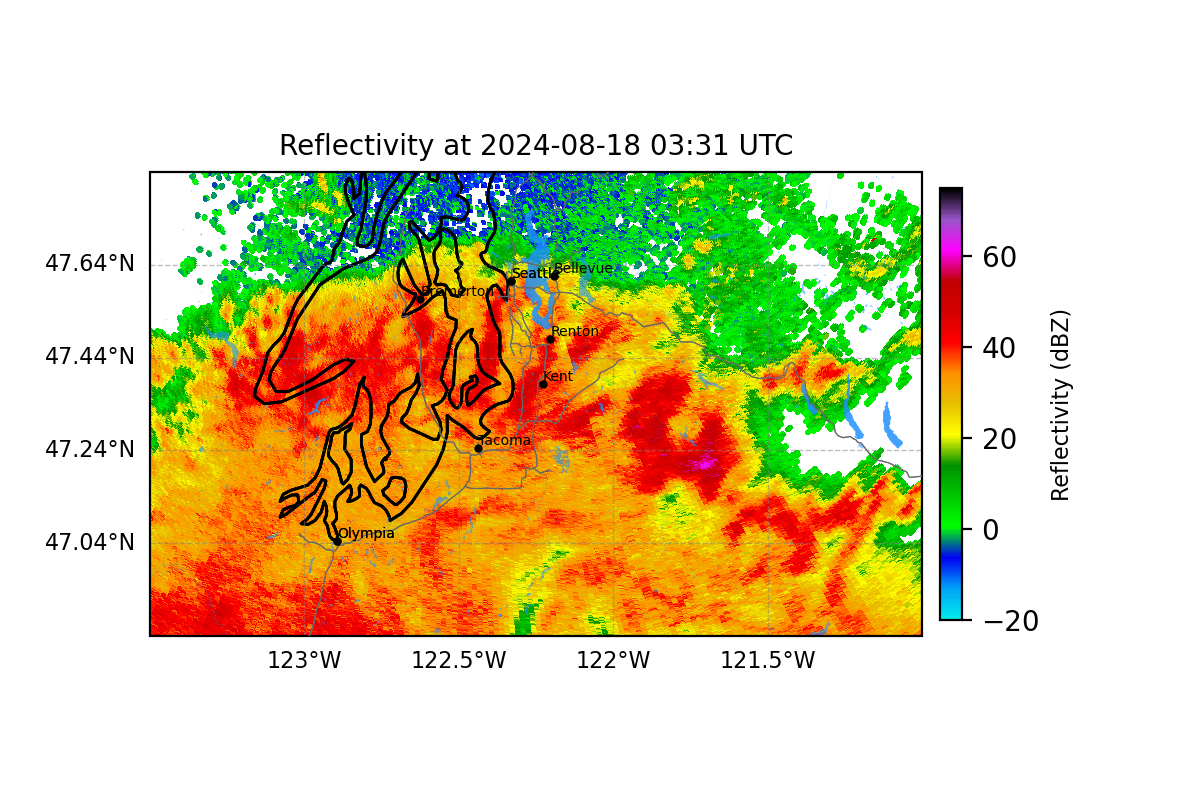 Reflectivity at 2024-08-18 03:31 UTC
47.64°N
47.44°N
47.24°N
47.04°N
123°W
122.5°W
122°W
121.5°W
Seattle
Bellevue
Bremerton
Renton
Kent
Tacoma
Olympia
60
40
20
0
−20
Reflectivity (dBZ)